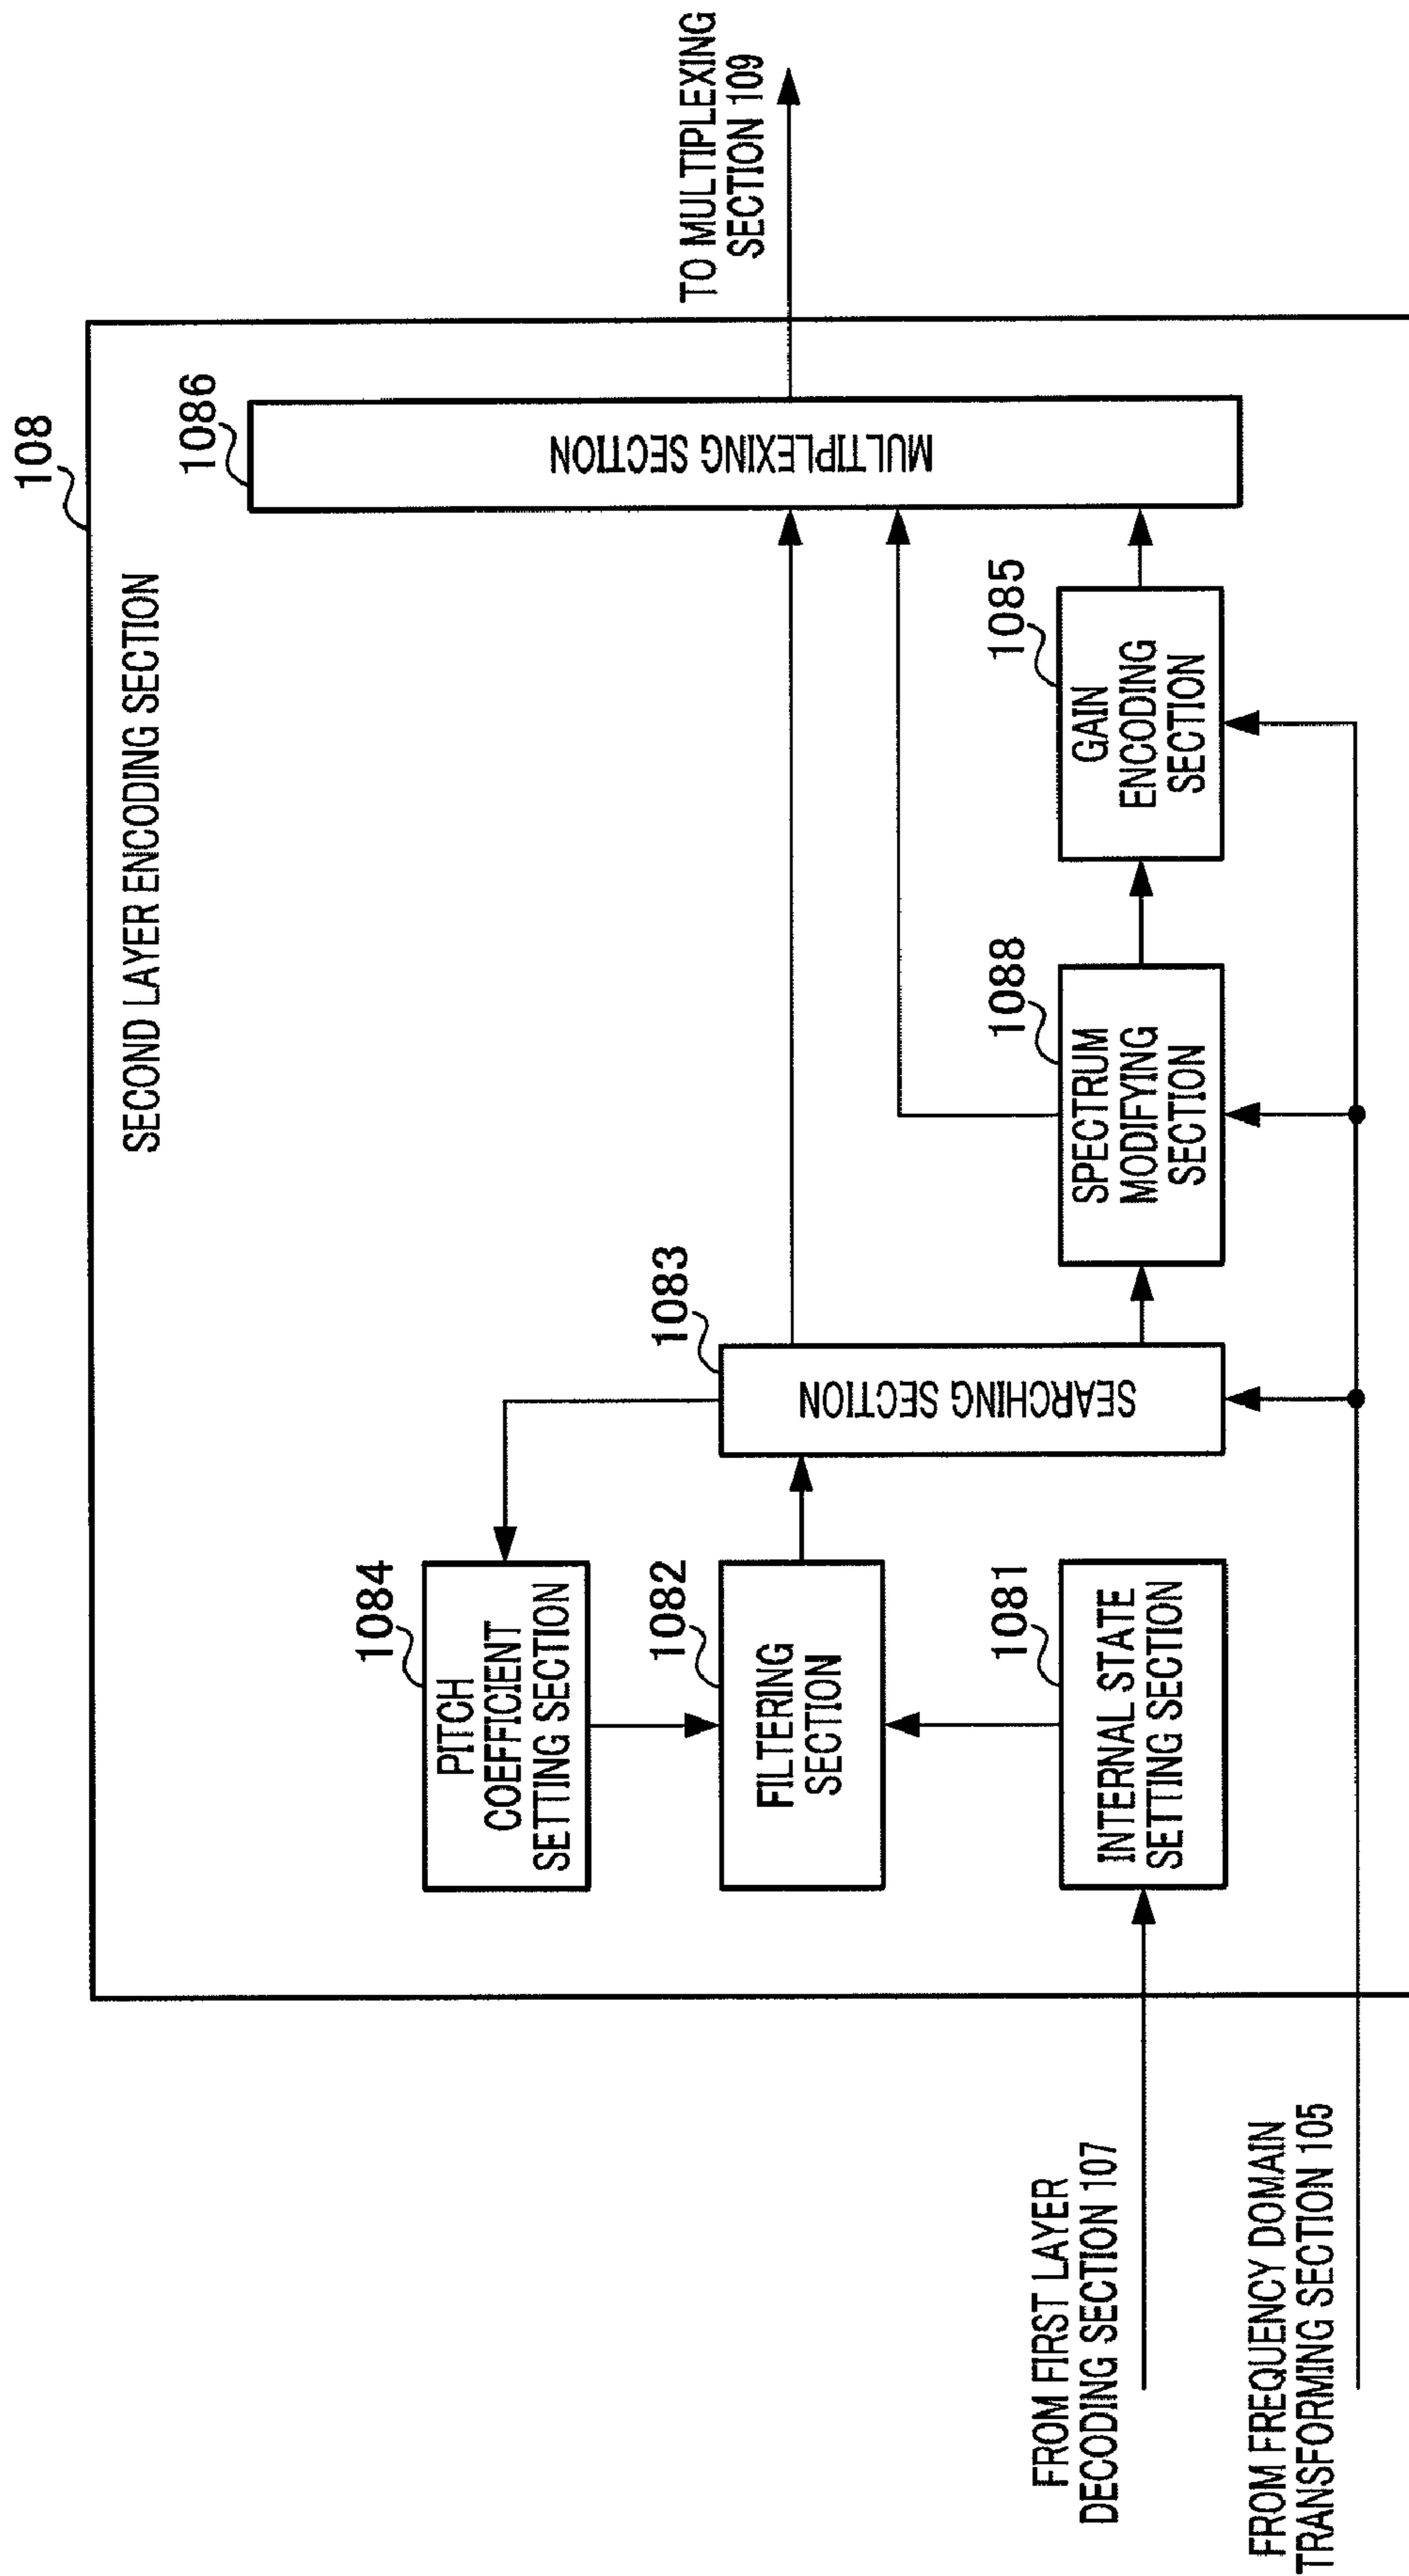 108
SECOND LAYER ENCODING SECTION
1086
MULTIPLEXING SECTION
TO MULTIPLEXING
SECTION 109
1084
PITCH
COEFFICIENT
SETTING SECTION
1083
SEARCHING SECTION
1082
FILTERING
SECTION
1081
INTERNAL STATE
SETTING SECTION
1088
SPECTRUM
MODIFYING
SECTION
1085
GAIN
ENCODING
SECTION
FROM FIRST LAYER
DECODING SECTION 107
FROM FREQUENCY DOMAIN
TRANSFORMING SECTION 105